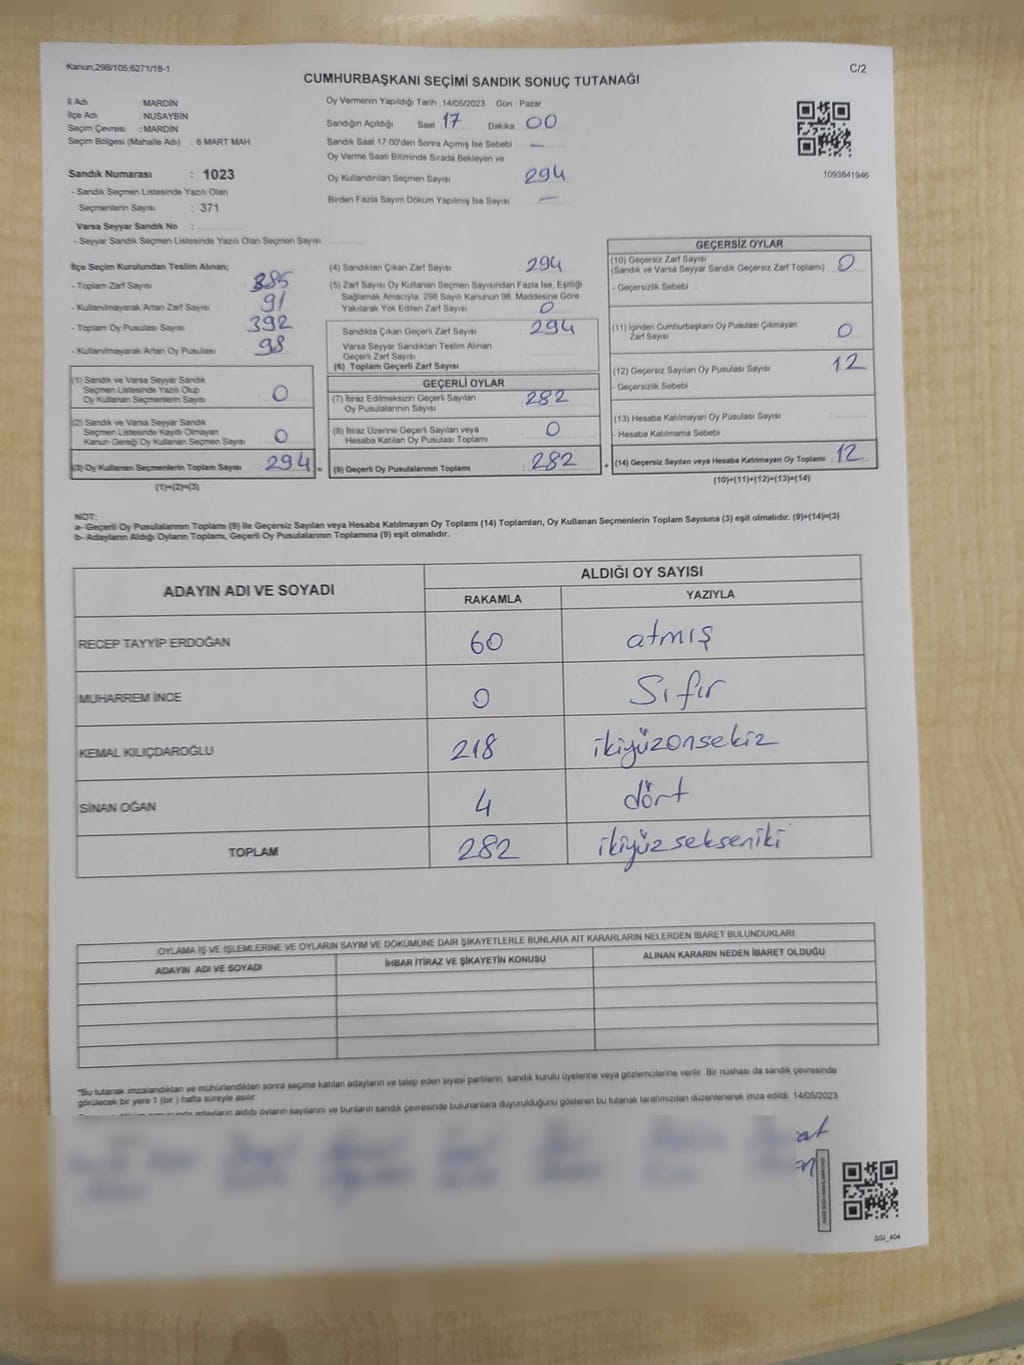 Kanun,298/105;6271/18-1
C/2
CUMHURBAŞKANI SEÇİMİ SANDIK SONUÇ TUTANAĞI
İl Adı : MARDİN
İlçe Adı : NUSAYBİN
Seçim Çevresi : MARDİN
Seçim Bölgesi (Mahalle Adı) : 8 MART MAH.
Sandık Numarası : 1023
- Sandık Seçmen Listesinde Yazılı Olan
Seçmenlerin Sayısı : 371
Varsa Seyyar Sandık No :
- Seyyar Sandık Seçmen Listesinde Yazılı Olan Seçmen Sayısı:
Oy Vermenin Yapıldığı Tarih 14/05/2023 Gün : Pazar
Sandığın Açıldığı Saat 17 Dakika 00
Sandık Saat 17:00'den Sonra Açımış İse Sebebi —
Oy Verme Saati Bitiminde Sırada Bekleyen ve
Oy Kullandırılan Seçmen Sayısı 294
Birden Fazla Sayım Döküm Yapılmış İse Sayısı —
1093841946
İlçe Seçim Kurulundan Teslim Alınan;
- Toplam Zarf Sayısı 385
- Kullanılmayarak Artan Zarf Sayısı 91
- Toplam Oy Pusulası Sayısı 392
- Kullanılmayarak Artan Oy Pusulası 98
(1) Sandık ve Varsa Seyyar Sandık
Seçmen Listesinde Yazılı Olup
Oy Kullanan Seçmenlerin Sayısı 0
(2) Sandık ve Varsa Seyyar Sandık
Seçmen Listesinde Kayıtlı Olmayan
Kanun Gereği Oy Kullanan Seçmen Sayısı 0
(3) Oy Kullanan Seçmenlerin Toplam Sayısı 294 =
(1)+(2)=(3)
(4) Sandıktan Çıkan Zarf Sayısı 294
(5) Zarf Sayısı Oy Kullanan Seçmen Sayısından Fazla İse, Eşitliği
Sağlamak Amacıyla, 298 Sayılı Kanunun 98. Maddesine Göre
Yakılarak Yok Edilen Zarf Sayısı 0
Sandıkta Çıkan Geçerli Zarf Sayısı 294
Varsa Seyyar Sandıktan Teslim Alınan
Geçerli Zarf Sayısı
(6) Toplam Geçerli Zarf Sayısı
GEÇERLİ OYLAR
(7) İtiraz Edilmeksizin Geçerli Sayılan
Oy Pusulalarının Sayısı 282
(8) İtiraz Üzerine Geçerli Sayılan veya
Hesaba Katılan Oy Pusulası Toplamı 0
(9) Geçerli Oy Pusulalarının Toplamı 282 +
GEÇERSİZ OYLAR
(10) Geçersiz Zarf Sayısı
(Sandık ve Varsa Seyyar Sandık Geçersiz Zarf Toplamı) 0
- Geçersizlik Sebebi :
(11) İçinden Cumhurbaşkanı Oy Pusulası Çıkmayan
Zarf Sayısı 0
(12) Geçersiz Sayılan Oy Pusulası Sayısı 12
- Geçersizlik Sebebi :
(13) Hesaba Katılmayan Oy Pusulası Sayısı
- Hesaba Katılmama Sebebi :
(14) Geçersiz Sayılan veya Hesaba Katılmayan Oy Toplamı 12
(10)+(11)+(12)+(13)=(14)
NOT:
a- Geçerli Oy Pusulalarının Toplamı (9) ile Geçersiz Sayılan veya Hesaba Katılmayan Oy Toplamı (14) Toplamları, Oy Kullanan Seçmenlerin Toplam Sayısına (3) eşit olmalıdır. (9)+(14)=(3)
b- Adayların Aldığı Oyların Toplamı, Geçerli Oy Pusulalarının Toplamına (9) eşit olmalıdır.
ADAYIN ADI VE SOYADI
ALDIĞI OY SAYISI
RAKAMLA YAZIYLA
RECEP TAYYİP ERDOĞAN 60 atmış
MUHARREM İNCE 0 Sıfır
KEMAL KILIÇDAROĞLU 218 ikiyüzonsekiz
SİNAN OĞAN 4 dört
TOPLAM 282 ikiyüzsekseniki
OYLAMA İŞ VE İŞLEMLERİNE VE OYLARIN SAYIM VE DÖKÜMÜNE DAİR ŞİKAYETLERLE BUNLARA AİT KARARLARIN NELERDEN İBARET BULUNDUKLARI
ADAYIN ADI VE SOYADI İHBAR İTİRAZ VE ŞİKAYETİN KONUSU ALINAN KARARIN NEDEN İBARET OLDUĞU
"Bu tutanak imzalandıktan ve mühürlendikten sonra seçime katılan adayların ve talep eden siyasi partilerin sandık kurulu üyelerine veya gözlemcilerine verilir. Bir nüshası da sandık çevresinde
görülecek bir yere 1 (bir ) hafta süreyle asılır.
adayların aldığı oyların sayılarını ve bunların sandık çevresinde bulunanlara duyurulduğunu gösteren bu tutanak tarafımızdan düzenlenerek imza edildi. 14/05/2023
at
SSI_404